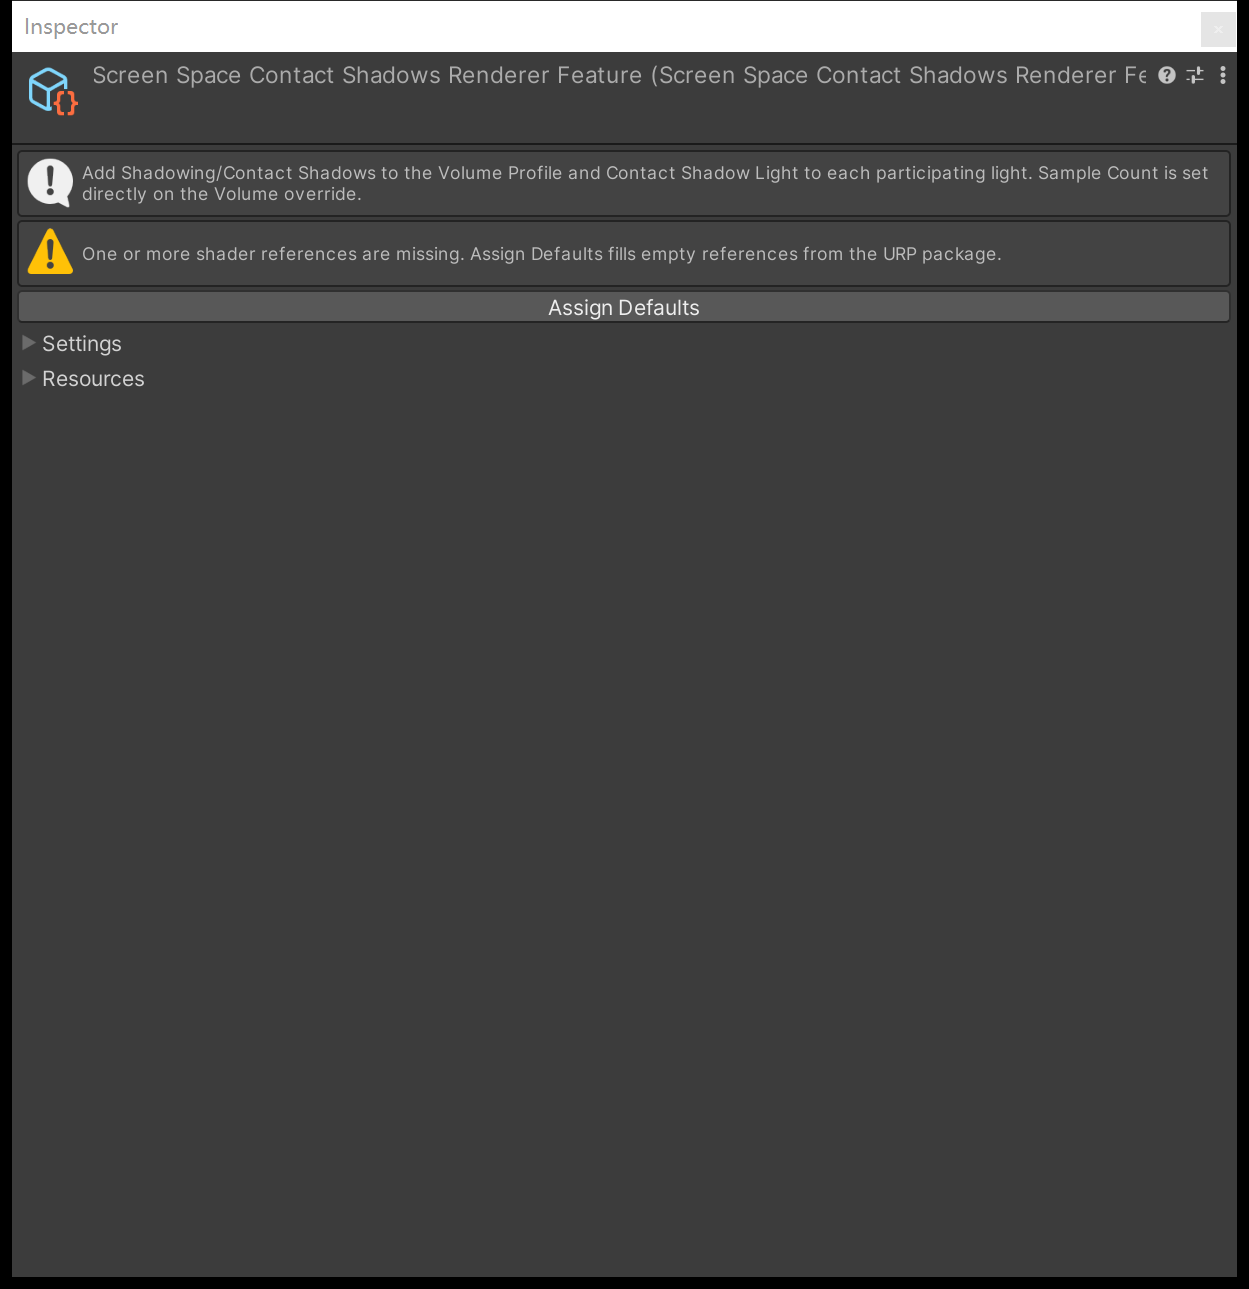 Inspector
Screen Space Contact Shadows Renderer Feature (Screen Space Contact Shadows Renderer Fe
Add Shadowing/Contact Shadows to the Volume Profile and Contact Shadow Light to each participating light. Sample Count is set
directly on the Volume override.
One or more shader references are missing. Assign Defaults fills empty references from the URP package.
Assign Defaults
Settings
Resources